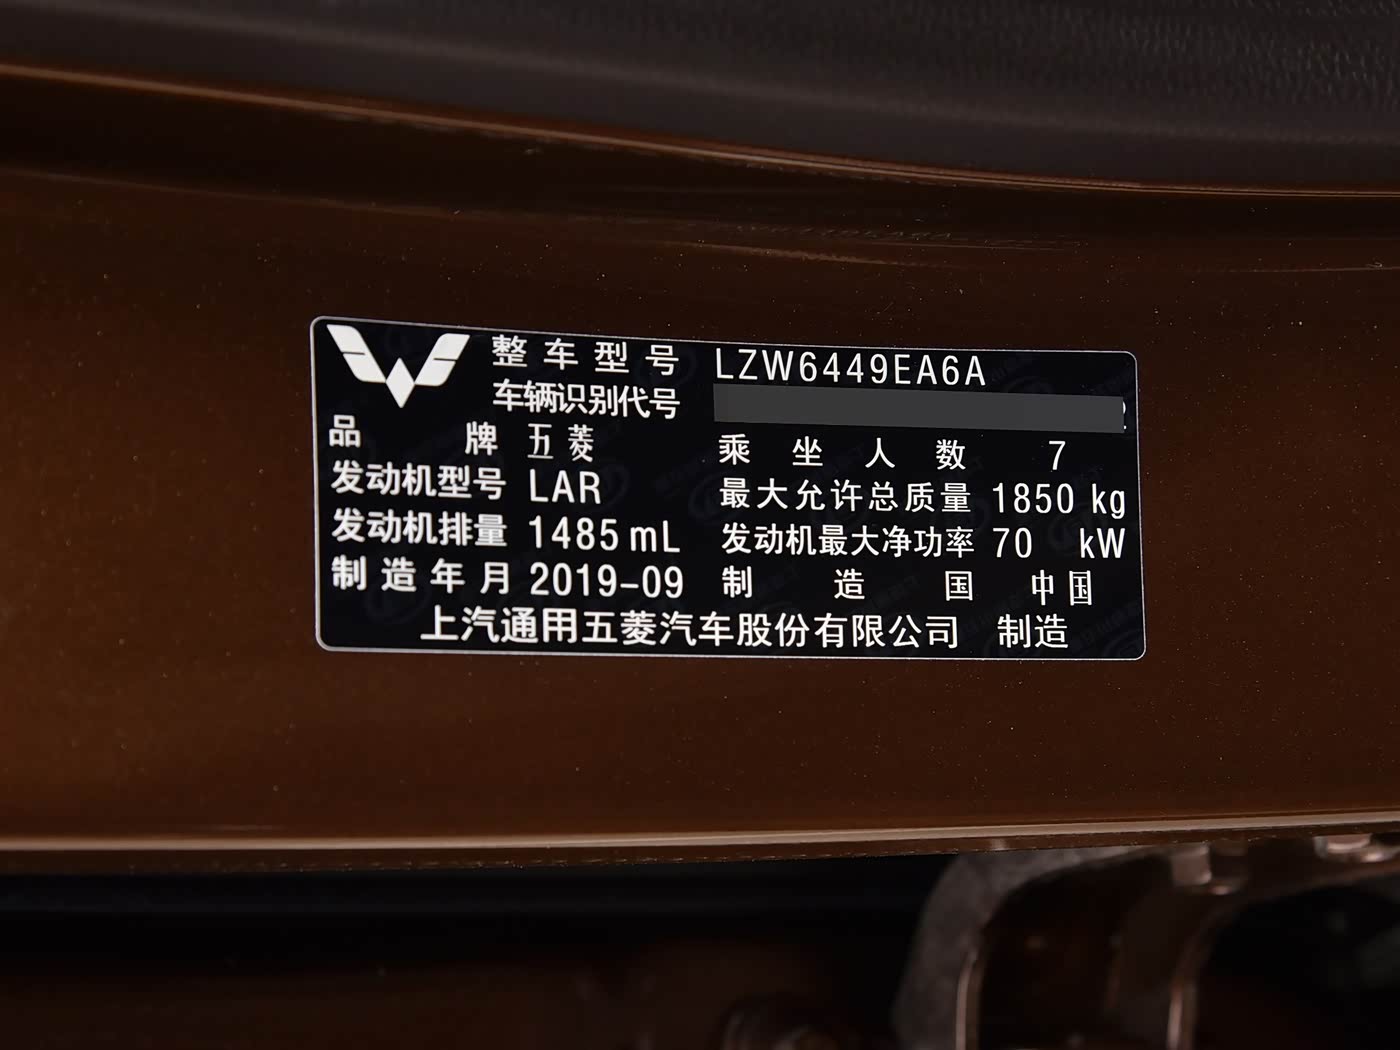 整车型号 LZW6449EA6A
车辆识别代号
品牌 五菱 乘坐人数 7
发动机型号 LAR 最大允许总质量 1850 kg
发动机排量 1485 mL 发动机最大净功率 70 kW
制造年月 2019-09 制造国 中国
上汽通用五菱汽车股份有限公司 制造